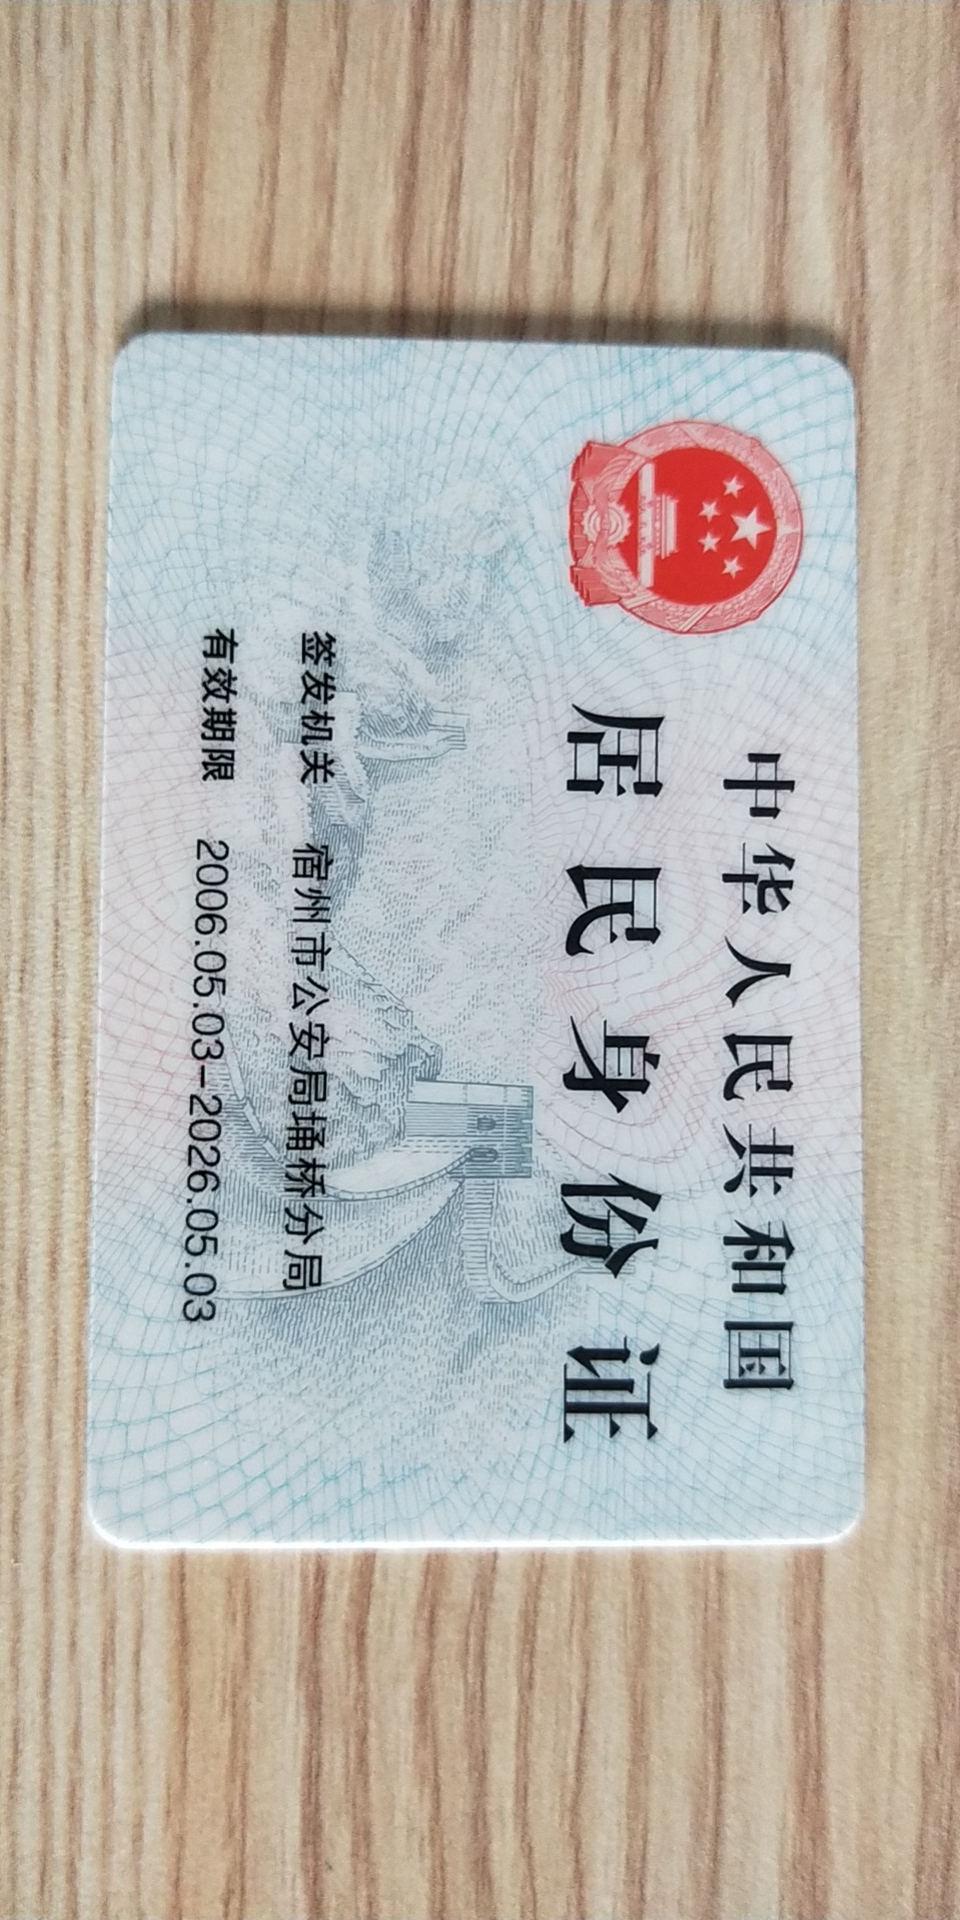 中华人民共和国
居民身份证
签发机关 宿州市公安局埇桥分局
有效期限 2006.05.03-2026.05.03